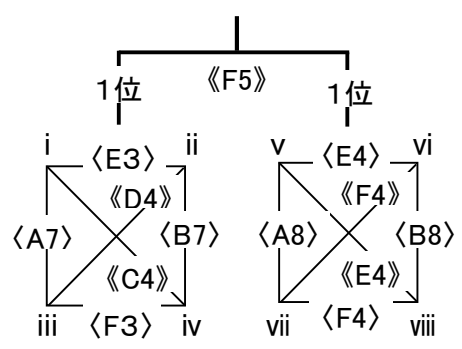 《F5》
1位 1位
i 〈E3〉 ii v 〈E4〉 vi
《D4》 《F4》
〈A7〉 〈B7〉 〈A8〉 〈B8〉
《C4》 《E4》
iii 〈F3〉 iv vii 〈F4〉 viii